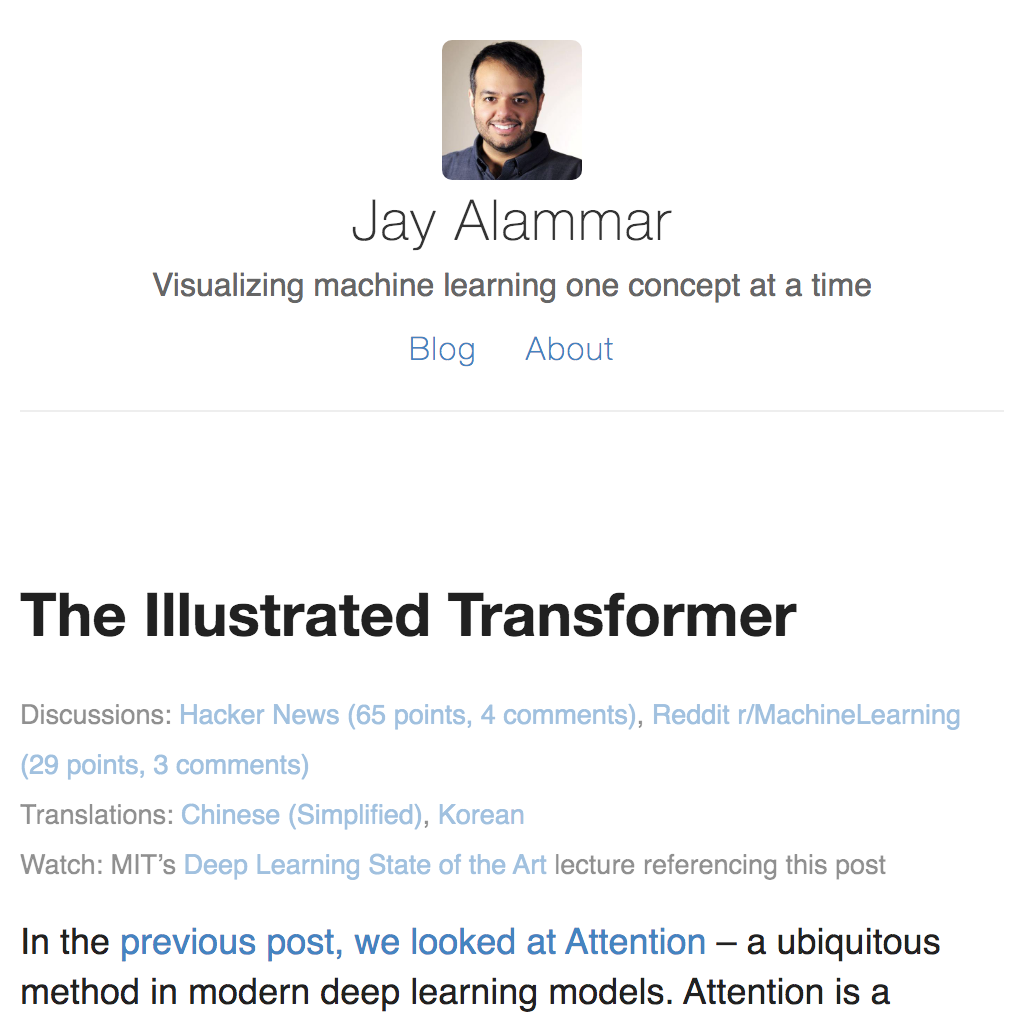 Jay Alammar
Visualizing machine learning one concept at a time
Blog About
The Illustrated Transformer
Discussions: Hacker News (65 points, 4 comments), Reddit r/MachineLearning
(29 points, 3 comments)
Translations: Chinese (Simplified), Korean
Watch: MIT’s Deep Learning State of the Art lecture referencing this post
In the previous post, we looked at Attention – a ubiquitous
method in modern deep learning models. Attention is a